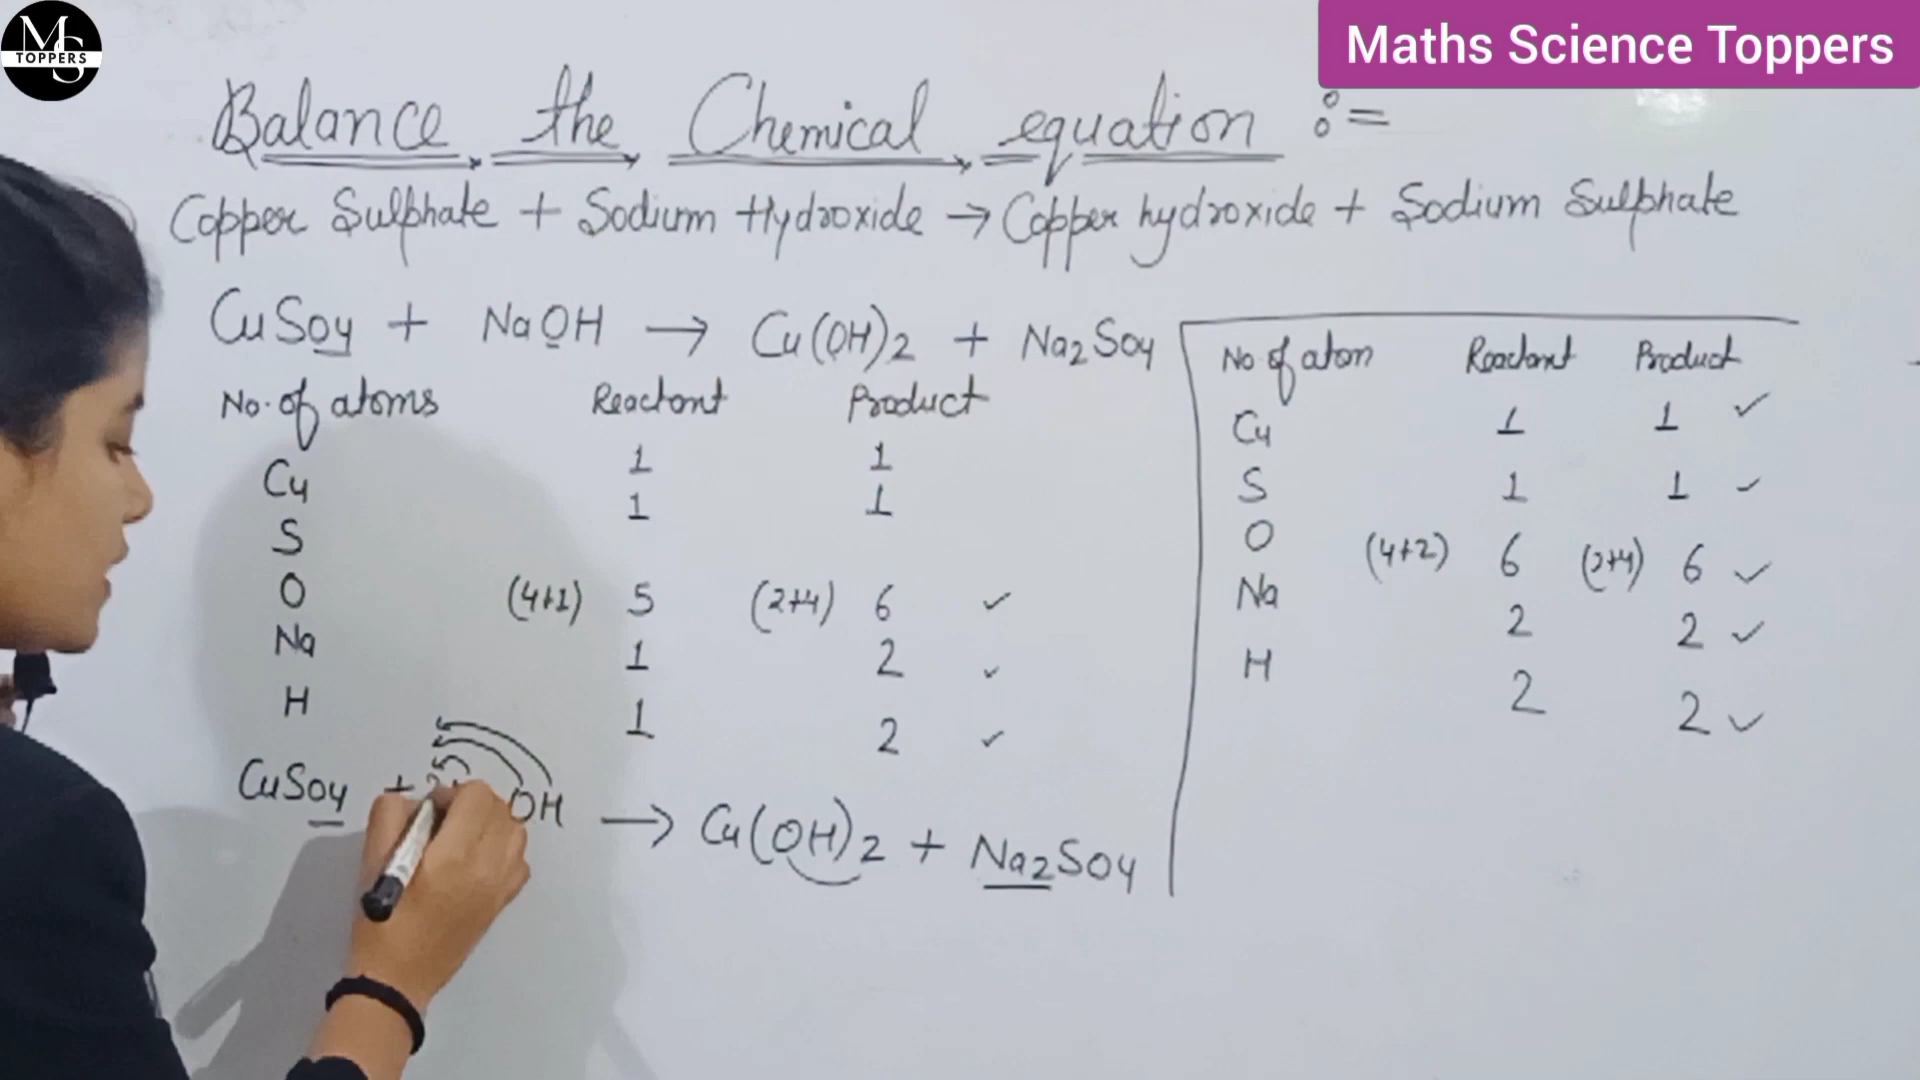 MS
TOPPERS
Maths Science Toppers
Balance the Chemical equation :=
Copper Sulphate + Sodium Hydroxide → Copper hydroxide + Sodium Sulphate
CuSo4 + NaOH → Cu(OH)2 + Na2So4
No. of atoms Reactant Product
Cu 1 1
S 1 1
O (4+1) 5 (2+4) 6 ✓
Na 1 2 ✓
H 1 2 ✓
CuSo4 + OH → Cu(OH)2 + Na2So4
No of atom Reactant Product
Cu 1 1 ✓
S 1 1 ✓
O (4+2) 6 (2+4) 6 ✓
Na 2 2 ✓
H 2 2 ✓